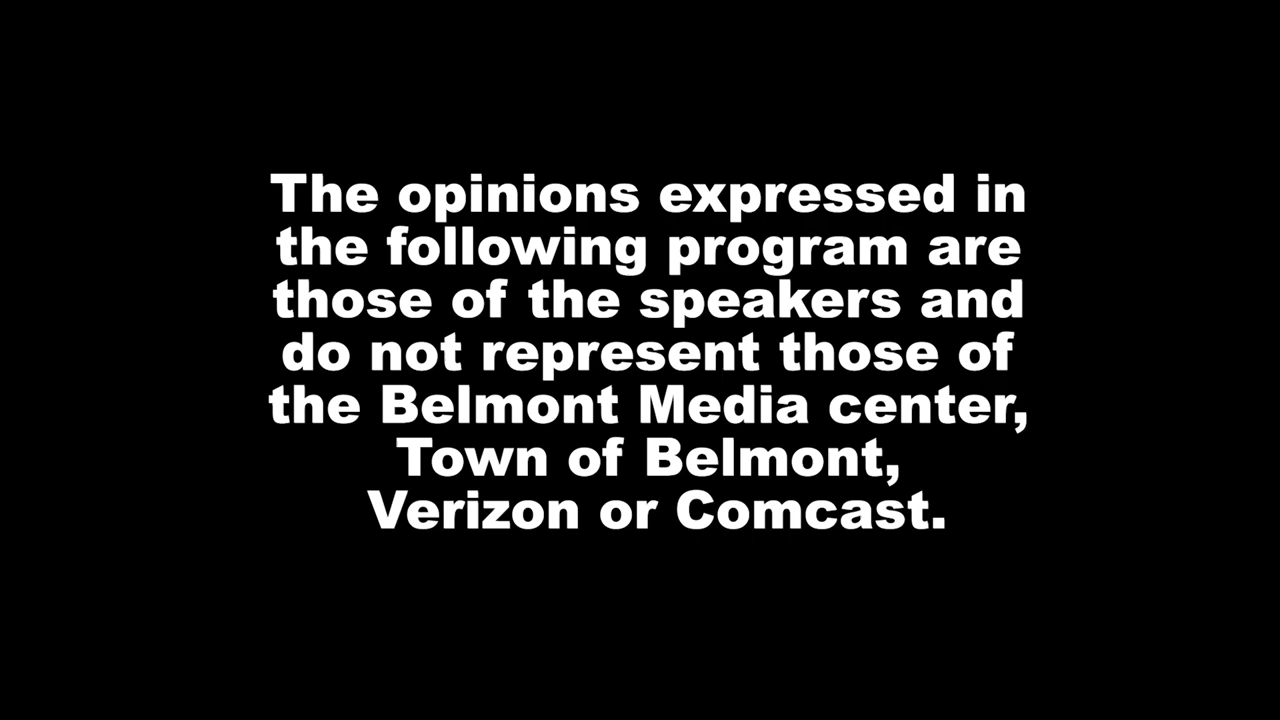 The opinions expressed in
the following program are
those of the speakers and
do not represent those of
the Belmont Media center,
Town of Belmont,
Verizon or Comcast.